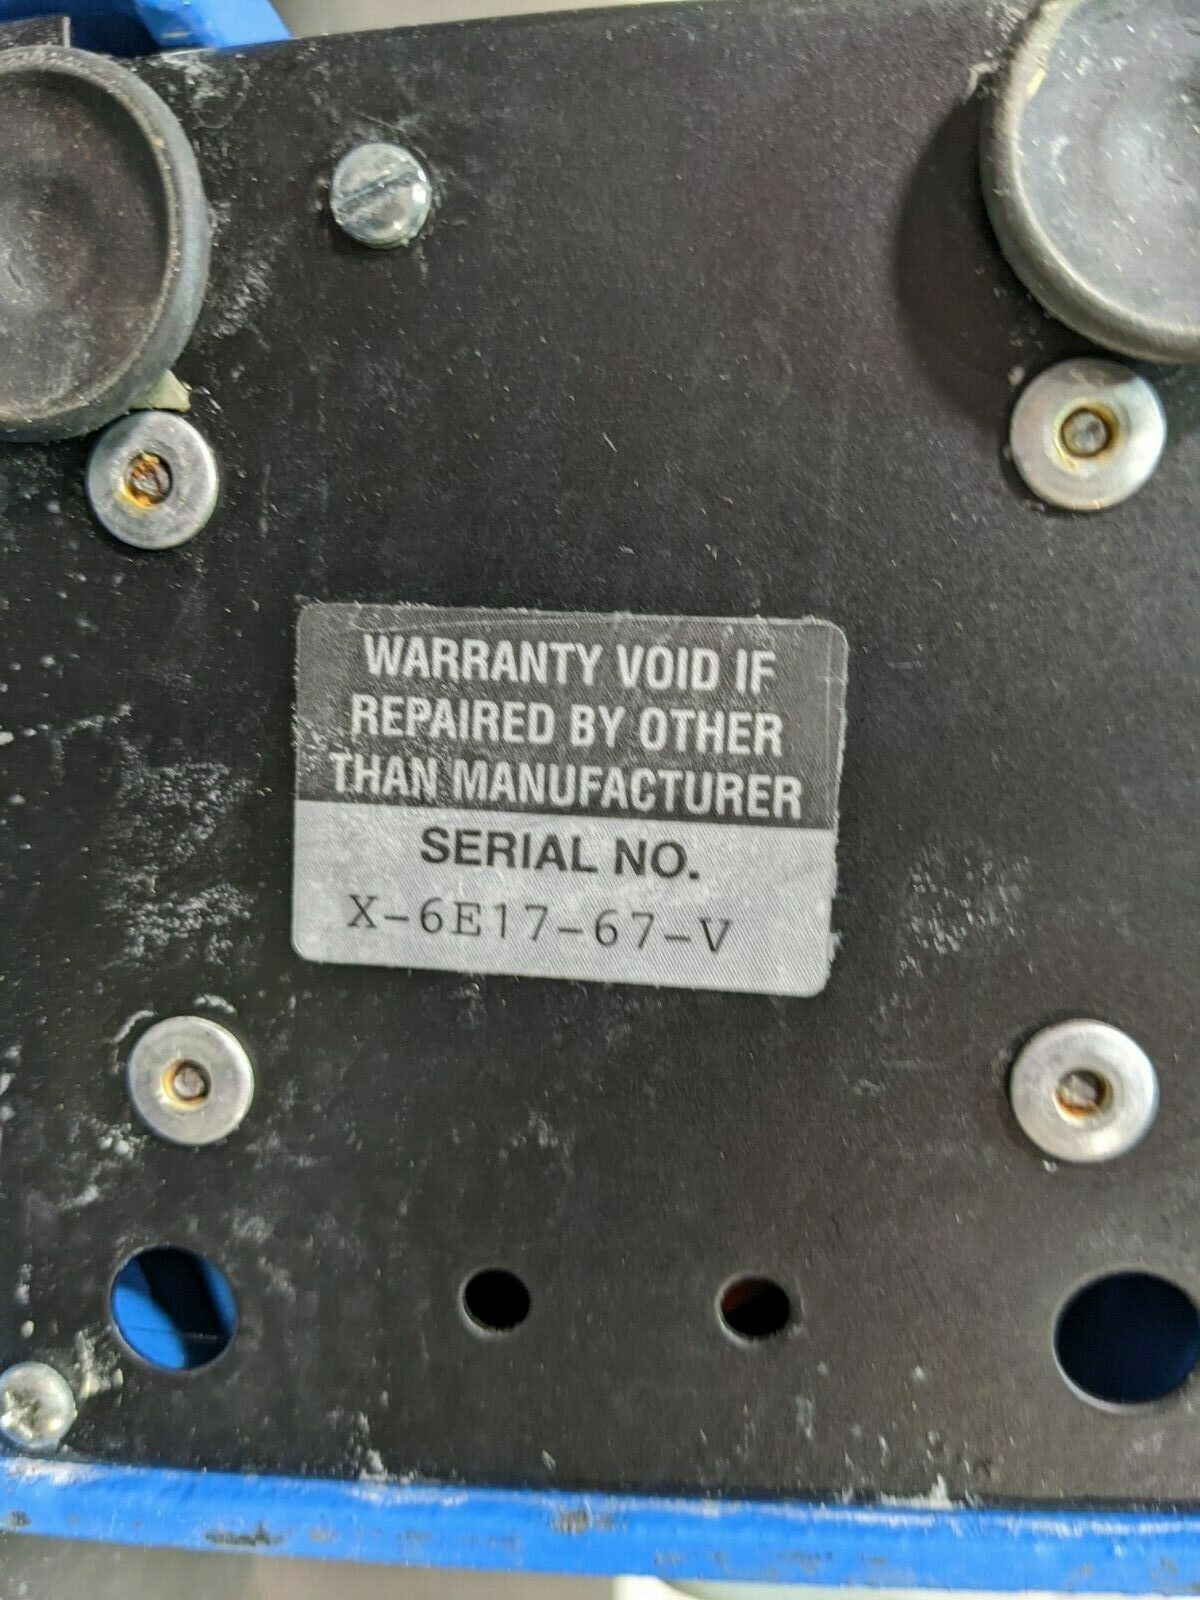 WARRANTY VOID IF
REPAIRED BY OTHER
THAN MANUFACTURER
SERIAL NO.
X-6E17-67-V